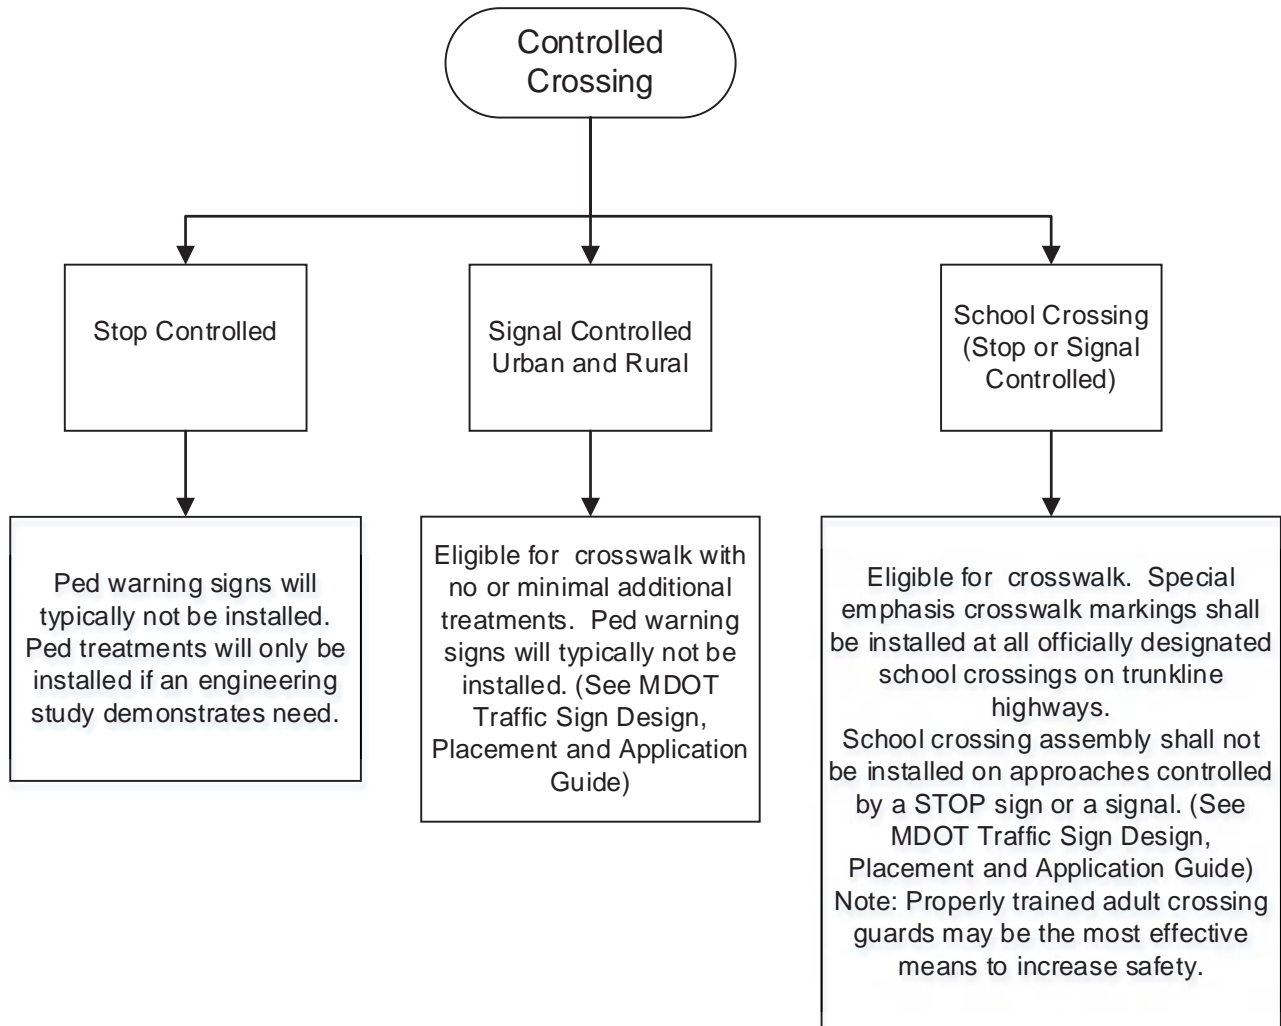 Controlled
Crossing
Stop Controlled
Signal Controlled
Urban and Rural
School Crossing
(Stop or Signal
Controlled)
Ped warning signs will
typically not be installed.
Ped treatments will only be
installed if an engineering
study demonstrates need.
Eligible for  crosswalk with
no or minimal additional
treatments.  Ped warning
signs will typically not be
installed. (See MDOT
Traffic Sign Design,
Placement and Application
Guide)
Eligible for  crosswalk.  Special
emphasis crosswalk markings shall
be installed at all officially designated
school crossings on trunkline
highways.
School crossing assembly shall not
be installed on approaches controlled
by a STOP sign or a signal. (See
MDOT Traffic Sign Design,
Placement and Application Guide)
Note: Properly trained adult crossing
guards may be the most effective
means to increase safety.